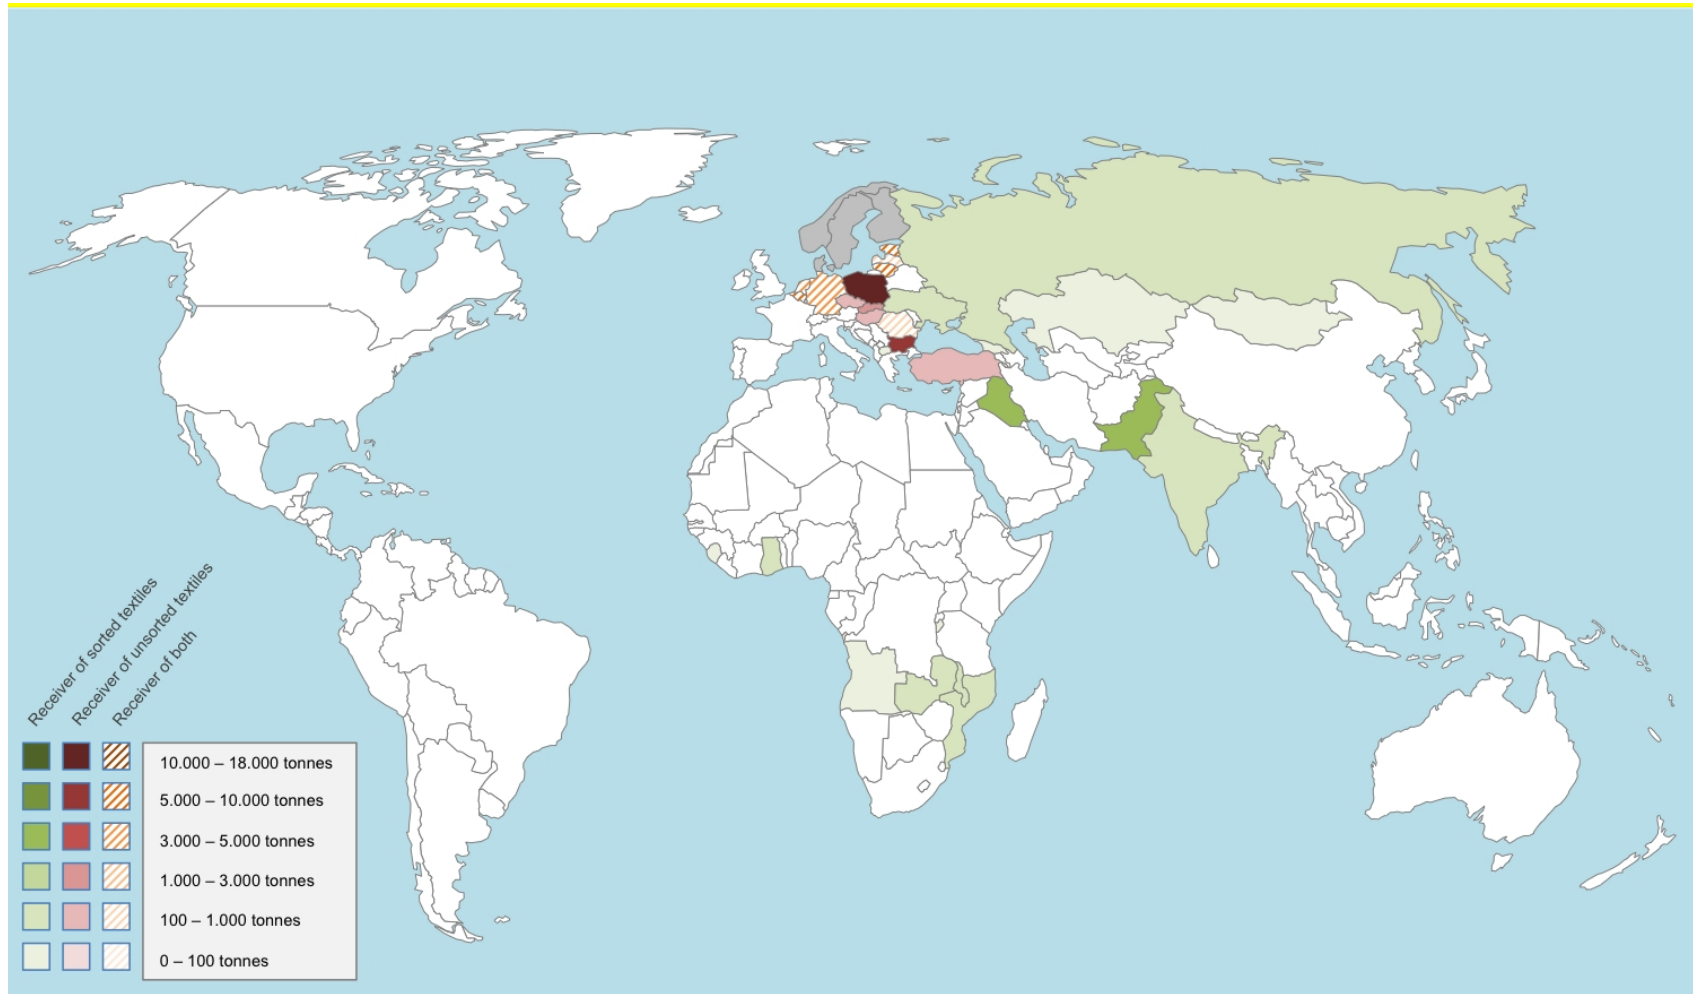 Receiver of sorted textiles
Receiver of unsorted textiles
Receiver of both
10.000 – 18.000 tonnes
5.000 – 10.000 tonnes
3.000 – 5.000 tonnes
1.000 – 3.000 tonnes
100 – 1.000 tonnes
0 – 100 tonnes